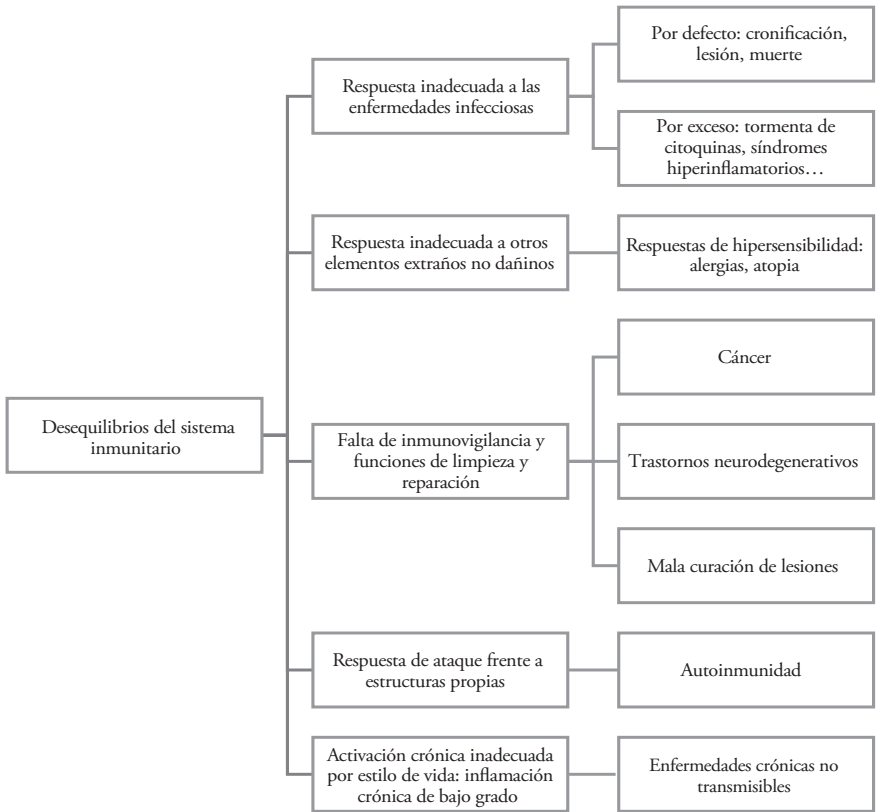 Desequilibrios del sistema
inmunitario
Respuesta inadecuada a las
enfermedades infecciosas
Por defecto: cronificación,
lesión, muerte
Por exceso: tormenta de
citoquinas, síndromes
hiperinflamatorios…
Respuesta inadecuada a otros
elementos extraños no dañinos
Respuestas de hipersensibilidad:
alergias, atopia
Falta de inmunovigilancia y
funciones de limpieza y
reparación
Cáncer
Trastornos neurodegenerativos
Mala curación de lesiones
Respuesta de ataque frente a
estructuras propias
Autoinmunidad
Activación crónica inadecuada
por estilo de vida: inflamación
crónica de bajo grado
Enfermedades crónicas no
transmisibles